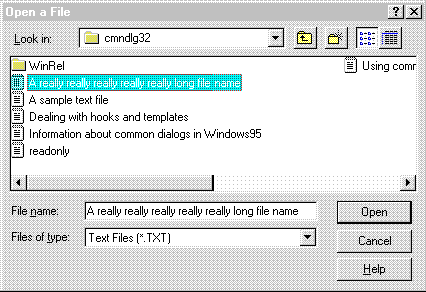 Open a File
Look in: cmndlg32
WinRel
Using comm
A really really really really really long file name
A sample text file
Dealing with hooks and templates
Information about common dialogs in Windows95
readonly
File name: A really really really really really long file name
Open
Files of type: Text Files (*.TXT)
Cancel
Help